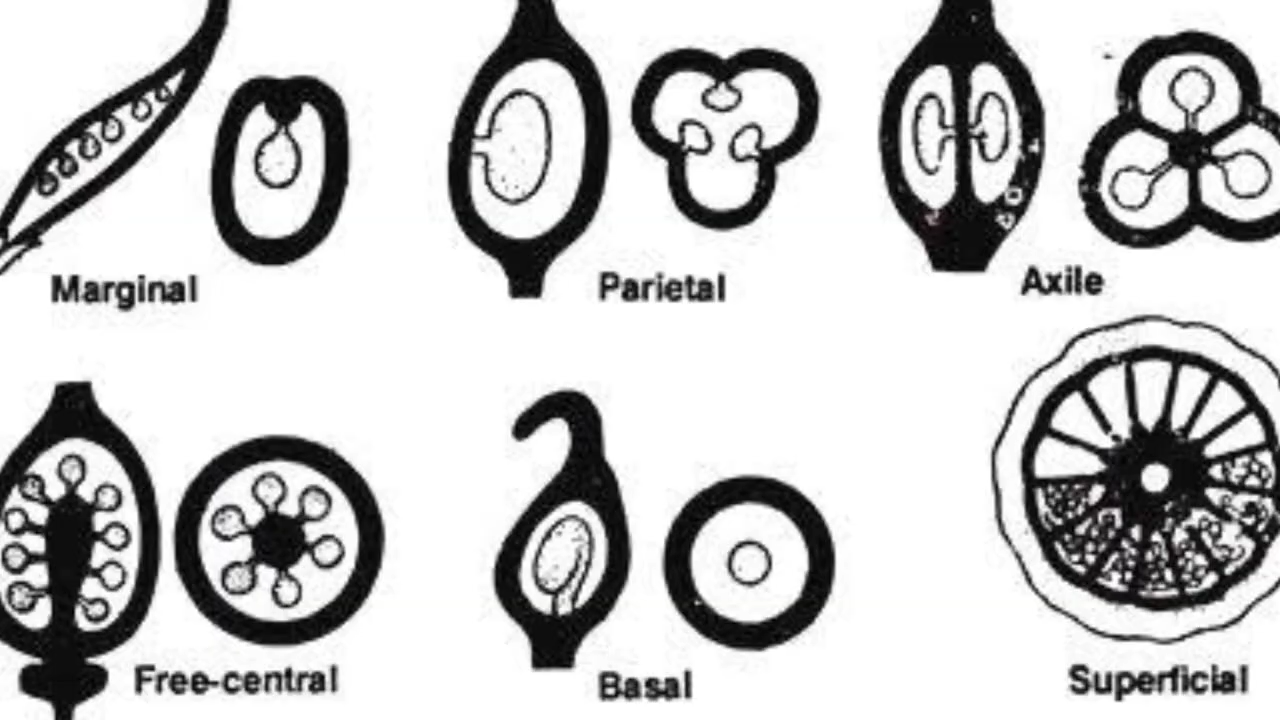 Marginal
Parietal
Axile
Free-central
Basal
Superficial